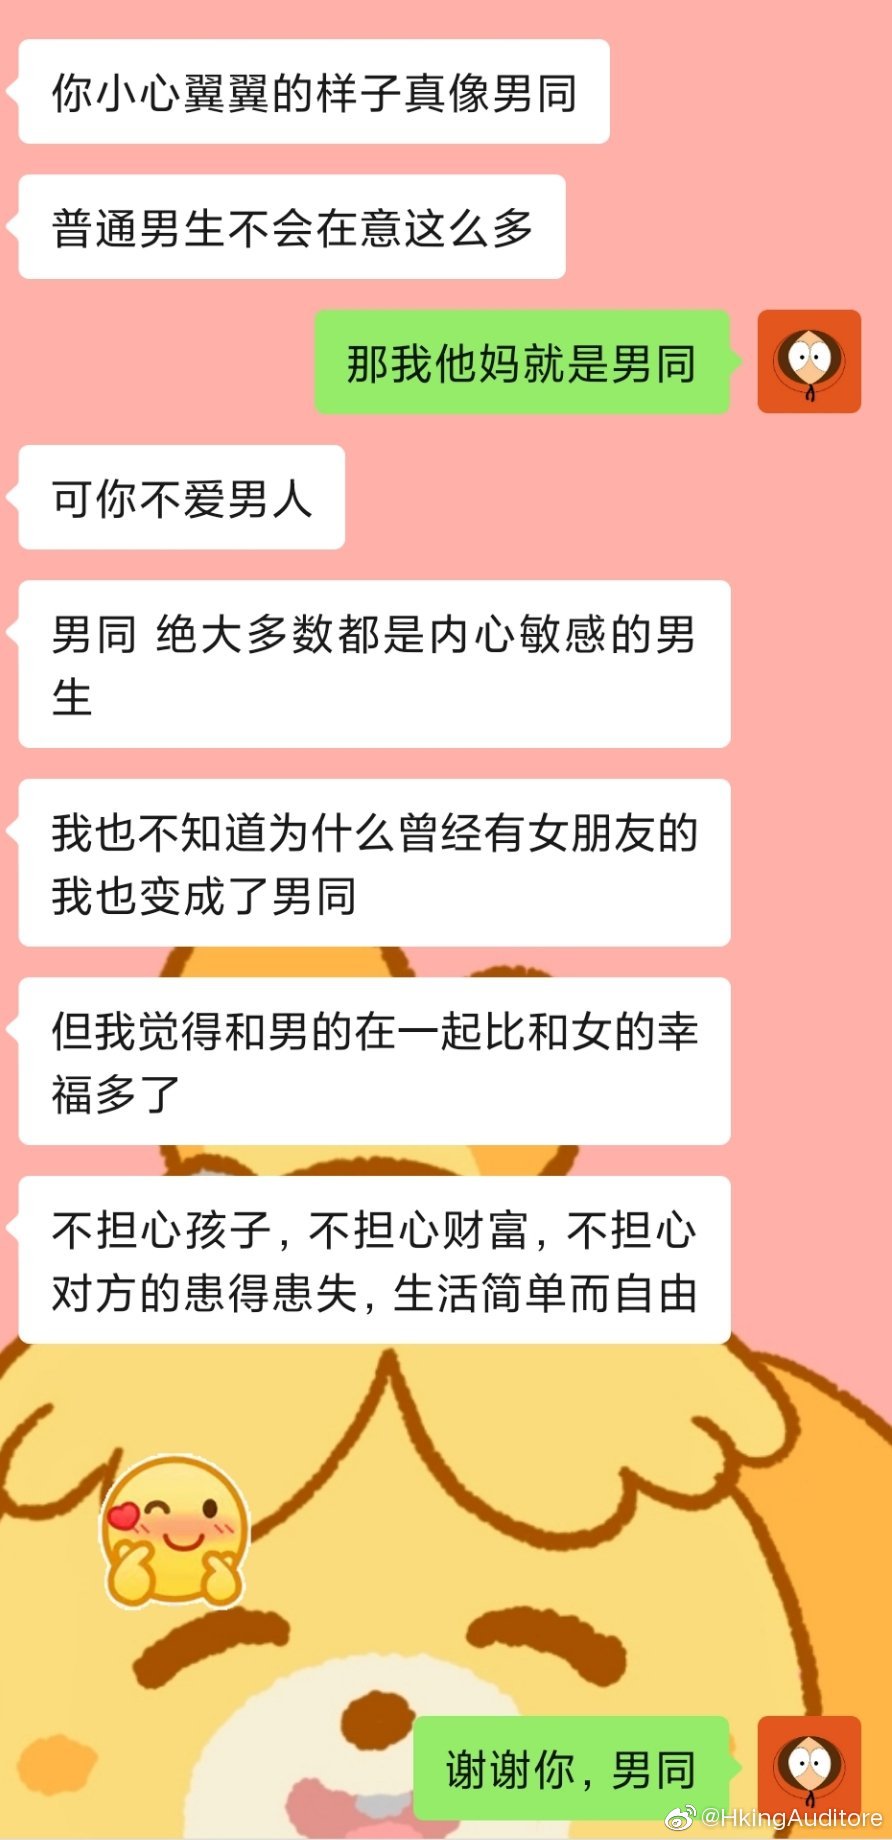 你小心翼翼的样子真像男同
普通男生不会在意这么多
那我他妈就是男同
可你不爱男人
男同 绝大多数都是内心敏感的男
生
我也不知道为什么曾经有女朋友的
我也变成了男同
但我觉得和男的在一起比和女的幸
福多了
不担心孩子，不担心财富，不担心
对方的患得患失，生活简单而自由
谢谢你，男同
@HkingAuditore